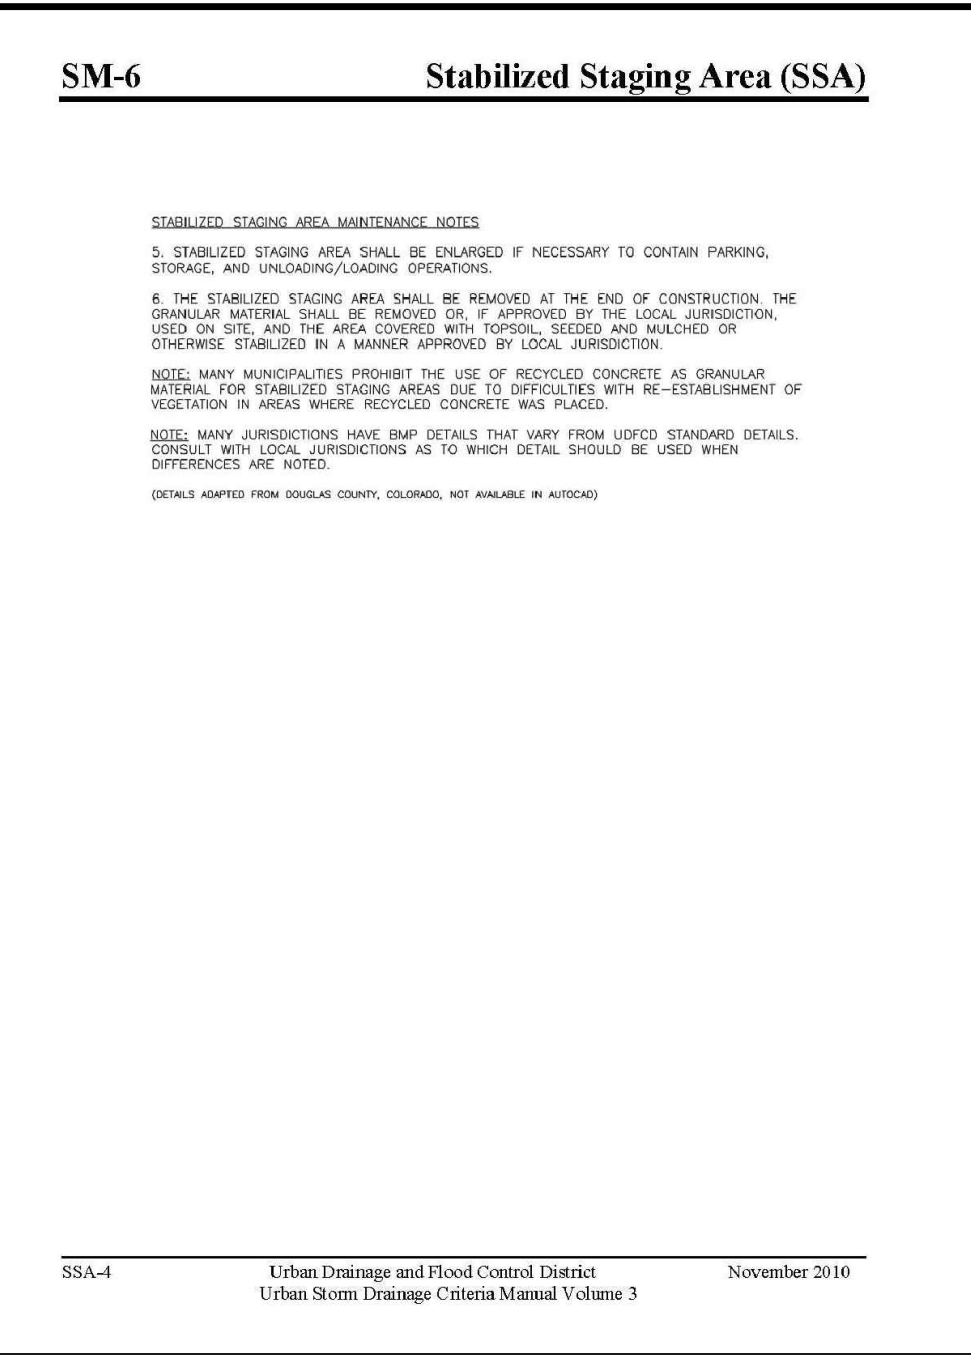 SM-6 Stabilized Staging Area (SSA)
STABILIZED STAGING AREA MAINTENANCE NOTES
5. STABILIZED STAGING AREA SHALL BE ENLARGED IF NECESSARY TO CONTAIN PARKING,
STORAGE, AND UNLOADING/LOADING OPERATIONS.
6. THE STABILIZED STAGING AREA SHALL BE REMOVED AT THE END OF CONSTRUCTION. THE
GRANULAR MATERIAL SHALL BE REMOVED OR, IF APPROVED BY THE LOCAL JURISDICTION,
USED ON SITE, AND THE AREA COVERED WITH TOPSOIL, SEEDED AND MULCHED OR
OTHERWISE STABILIZED IN A MANNER APPROVED BY LOCAL JURISDICTION.
NOTE: MANY MUNICIPALITIES PROHIBIT THE USE OF RECYCLED CONCRETE AS GRANULAR
MATERIAL FOR STABILIZED STAGING AREAS DUE TO DIFFICULTIES WITH RE-ESTABLISHMENT OF
VEGETATION IN AREAS WHERE RECYCLED CONCRETE WAS PLACED.
NOTE: MANY JURISDICTIONS HAVE BMP DETAILS THAT VARY FROM UDFCD STANDARD DETAILS.
CONSULT WITH LOCAL JURISDICTIONS AS TO WHICH DETAIL SHOULD BE USED WHEN
DIFFERENCES ARE NOTED.
(DETAILS ADAPTED FROM DOUGLAS COUNTY, COLORADO, NOT AVAILABLE IN AUTOCAD)
SSA-4 Urban Drainage and Flood Control District November 2010
Urban Storm Drainage Criteria Manual Volume 3